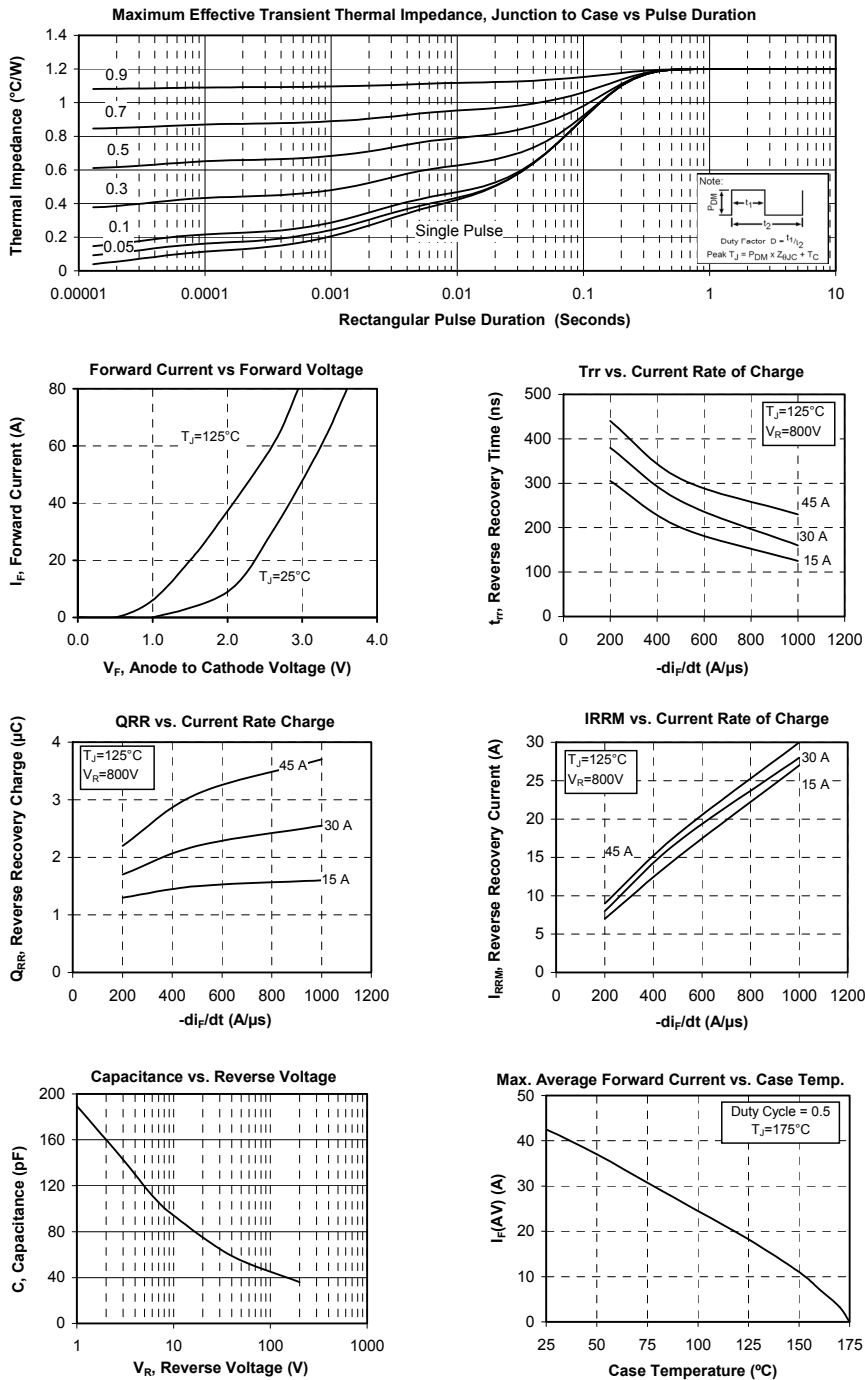 Maximum Effective Transient Thermal Impedance, Junction to Case vs Pulse Duration
Thermal Impedance (°C/W)
1.4
1.2
1
0.8
0.6
0.4
0.2
0
0.9
0.7
0.5
0.3
0.1
0.05
Single Pulse
Note:
PDM
t1
t2
Duty Factor D = t1/t2
Peak TJ = PDM x ZθJC + TC
0.00001
0.0001
0.001
0.01
0.1
1
10
Rectangular Pulse Duration (Seconds)
Forward Current vs Forward Voltage
IF, Forward Current (A)
80
60
40
20
0
TJ=125°C
TJ=25°C
0.0
1.0
2.0
3.0
4.0
VF, Anode to Cathode Voltage (V)
Trr vs. Current Rate of Charge
trr, Reverse Recovery Time (ns)
500
400
300
200
100
0
TJ=125°C
VR=800V
45 A
30 A
15 A
0
200
400
600
800
1000
1200
-diF/dt (A/µs)
QRR vs. Current Rate Charge
QRR, Reverse Recovery Charge (µC)
4
3
2
1
0
TJ=125°C
VR=800V
45 A
30 A
15 A
0
200
400
600
800
1000
1200
-diF/dt (A/µs)
IRRM vs. Current Rate of Charge
IRRM, Reverse Recovery Current (A)
30
25
20
15
10
5
0
TJ=125°C
VR=800V
30 A
15 A
45 A
0
200
400
600
800
1000
1200
-diF/dt (A/µs)
Capacitance vs. Reverse Voltage
C, Capacitance (pF)
200
160
120
80
40
0
1
10
100
1000
VR, Reverse Voltage (V)
Max. Average Forward Current vs. Case Temp.
IF(AV) (A)
50
40
30
20
10
0
Duty Cycle = 0.5
TJ=175°C
25
50
75
100
125
150
175
Case Temperature (ºC)